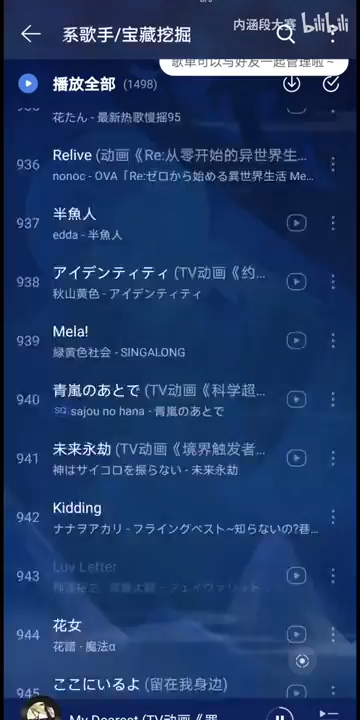 内涵段大赛 bilibili
系歌手/宝藏挖掘
歌单可以与好友一起管理啦~
播放全部 (1498)
花たん - 最新热歌慢摇95
936 Relive (动画《Re:从零开始的异世界生...
nonoc - OVA「Re:ゼロから始める異世界生活 Me...
937 半魚人
edda - 半魚人
938 アイデンティティ (TV动画《约...
秋山黄色 - アイデンティティ
939 Mela!
緑黄色社会 - SINGALONG
940 青嵐のあとで (TV动画《科学超...
SQ sajou no hana - 青嵐のあとで
941 未来永劫 (TV动画《境界触发者...
神はサイコロを振らない - 未来永劫
942 Kidding
ナナヲアカリ - フライングベスト~知らないの?巷...
943 Luv Letter
944 花女
花譜 - 魔法α
945 ここにいるよ (留在我身边)
My Dearest (TV动画《罪